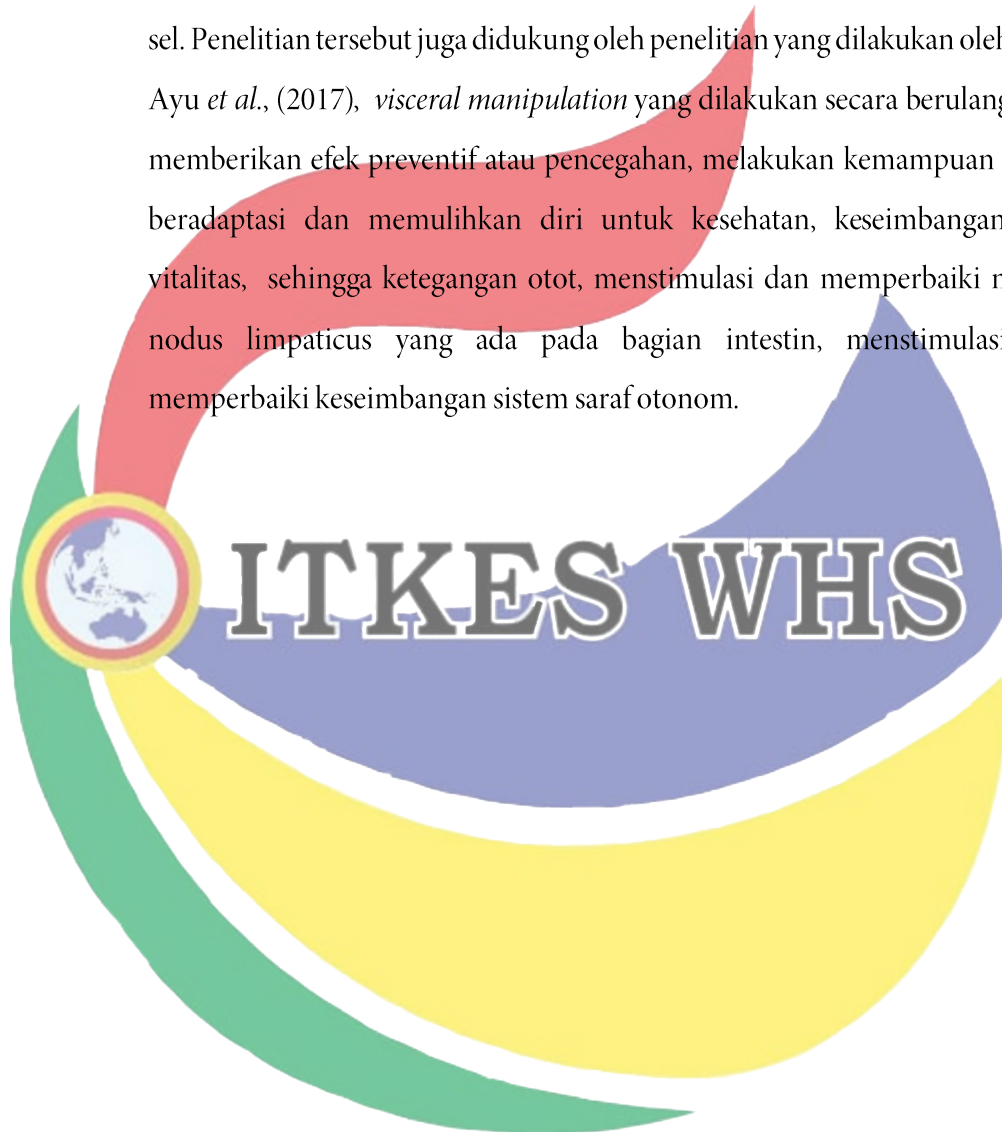 sel. Penelitian tersebut juga didukung oleh penelitian yang dilakukan oleh
Ayu et al., (2017), visceral manipulation yang dilakukan secara berulang
memberikan efek preventif atau pencegahan, melakukan kemampuan
beradaptasi dan memulihkan diri untuk kesehatan, keseimbangan
vitalitas, sehingga ketegangan otot, menstimulasi dan memperbaiki
nodus limpaticus yang ada pada bagian intestin, menstimulasi
memperbaiki keseimbangan sistem saraf otonom.
ITKES WHS